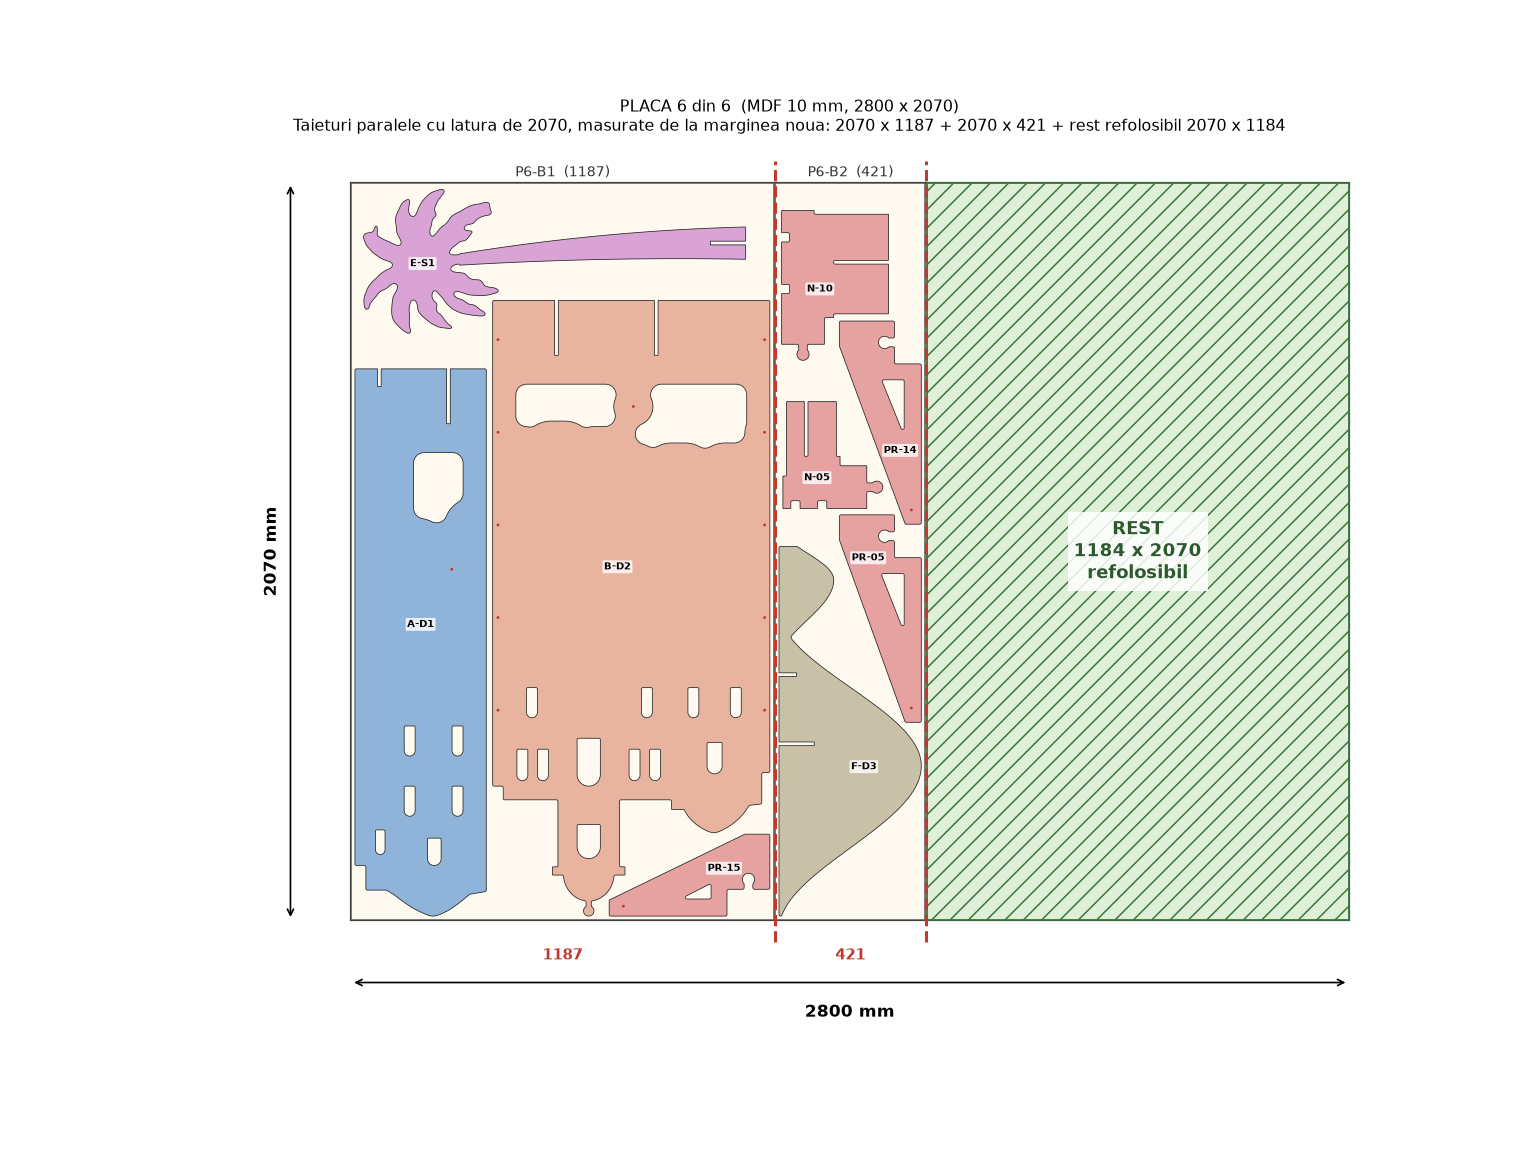 PLACA 6 din 6  (MDF 10 mm, 2800 x 2070)
Taieturi paralele cu latura de 2070, masurate de la marginea noua: 2070 x 1187 + 2070 x 421 + rest refolosibil 2070 x 1184
P6-B1  (1187)
P6-B2  (421)
E-S1
N-10
PR-14
N-05
PR-05
B-D2
A-D1
F-D3
PR-15
REST
1184 x 2070
refolosibil
2070 mm
1187
421
2800 mm